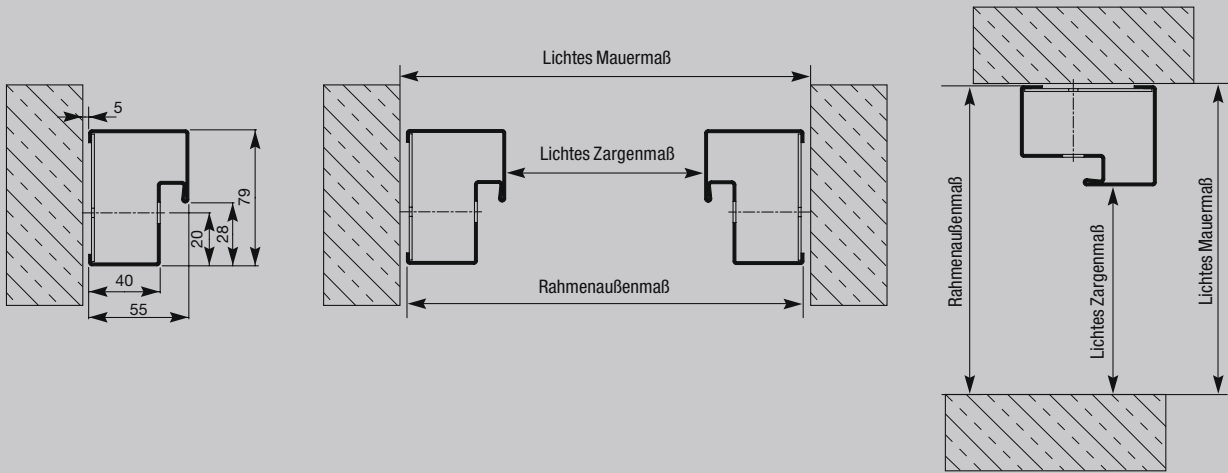 5
79
28
20
40
55
Lichtes Mauermaß
Lichtes Zargenmaß
Rahmenaußenmaß
Rahmenaußenmaß
Lichtes Zargenmaß
Lichtes Mauermaß